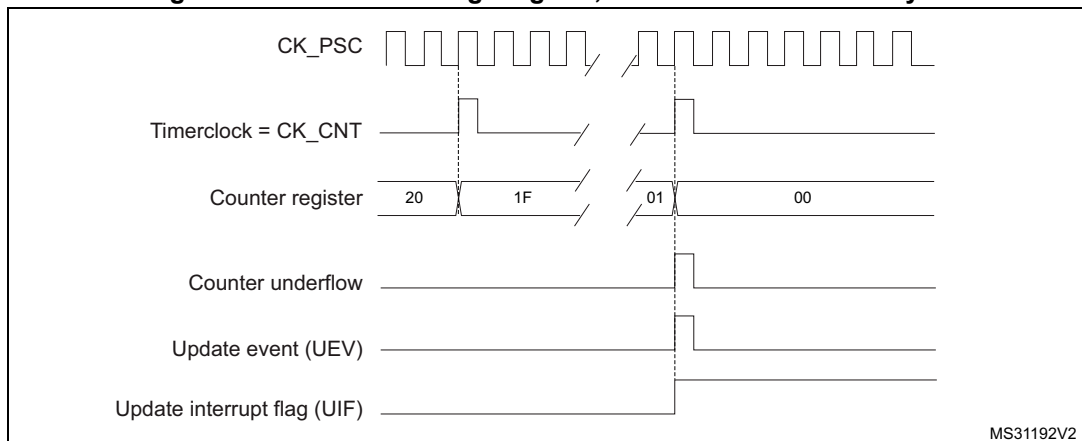 CK_PSC
Timerclock = CK_CNT
Counter register
20
1F
01
00
Counter underflow
Update event (UEV)
Update interrupt flag (UIF)
MS31192V2